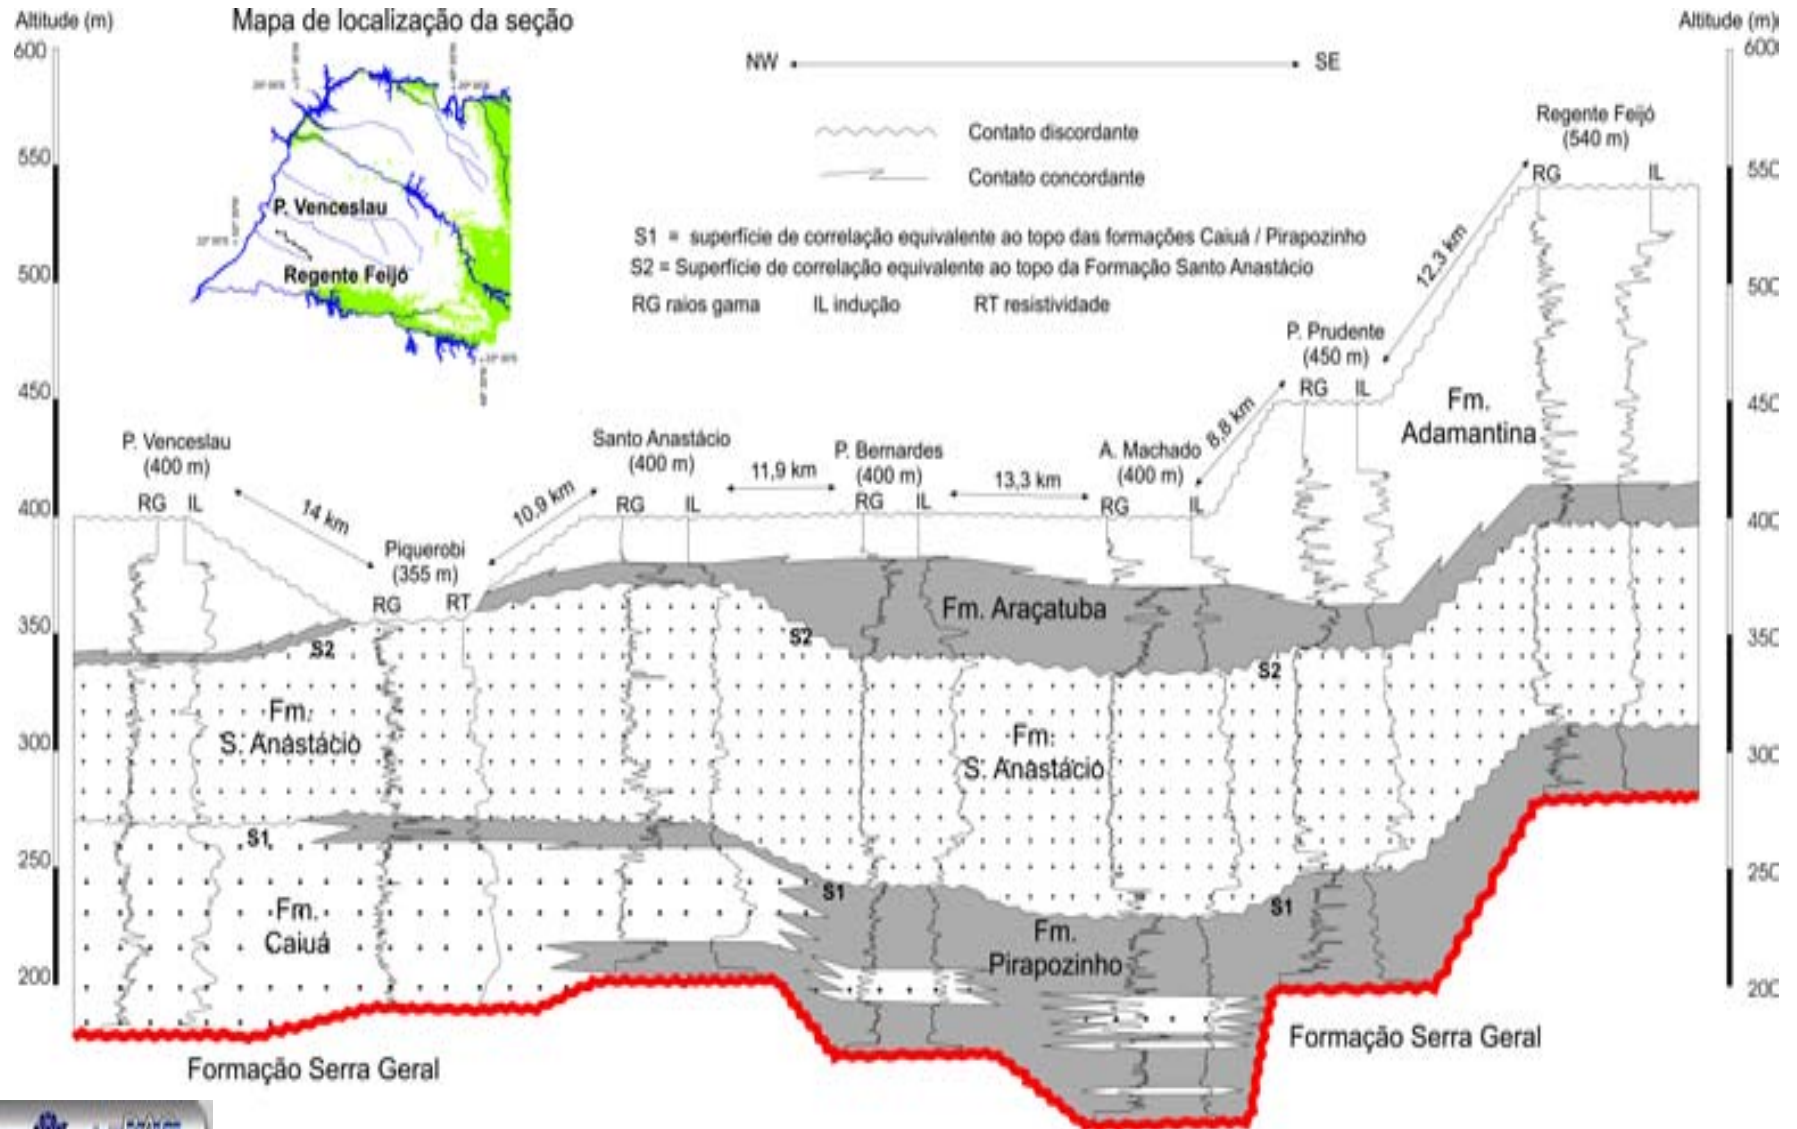 Altitude (m)
Mapa de localização da seção
Altitude (m)
600
550
500
450
400
350
300
250
200
P. Venceslau
Regente Feijó
NW
SE
Contato discordante
Contato concordante
S1 = superfície de correlação equivalente ao topo das formações Caiuá / Pirapozinho
S2 = Superfície de correlação equivalente ao topo da Formação Santo Anastácio
RG raios gama IL indução RT resistividade
P. Venceslau
(400 m)
RG IL
14 km
Piquerobi
(355 m)
RG RT
10,9 km
Santo Anastácio
(400 m)
RG IL
11,9 km
P. Bernardes
(400 m)
RG IL
13,3 km
A. Machado
(400 m)
RG IL
8,8 km
P. Prudente
(450 m)
RG IL
12,3 km
Regente Feijó
(540 m)
RG IL
Fm.
Adamantina
Fm. Araçatuba
S2
S2
S2
Fm.
S. Anastácio
Fm.
S. Anastácio
S1
S1
S1
Fm.
Caiuá
Fm.
Pirapozinho
Formação Serra Geral
Formação Serra Geral
600
550
500
450
400
350
300
250
200